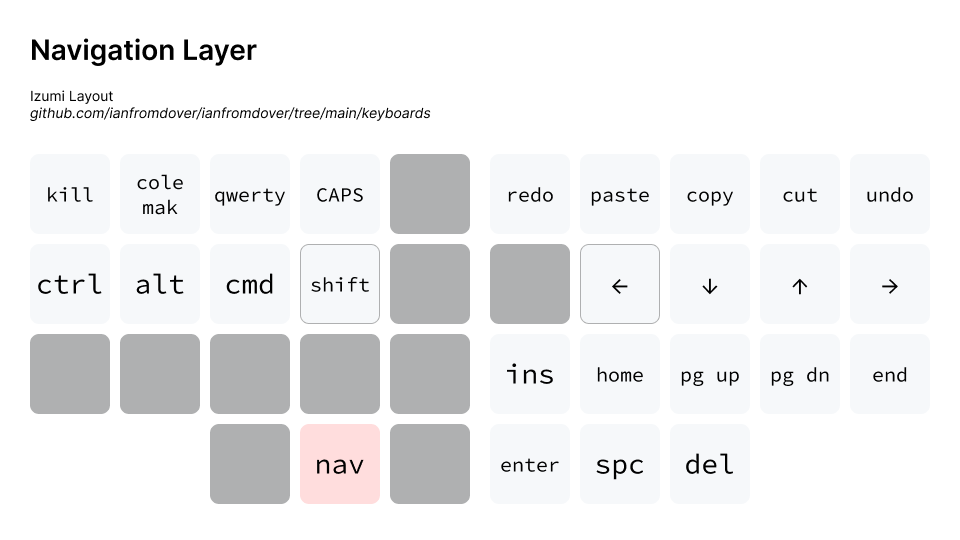 Navigation Layer
Izumi Layout
github.com/ianfromdover/ianfromdover/tree/main/keyboards
kill
cole
mak
qwerty
CAPS
redo
paste
copy
cut
undo
ctrl
alt
cmd
shift
←
↓
↑
→
ins
home
pg up
pg dn
end
nav
enter
spc
del